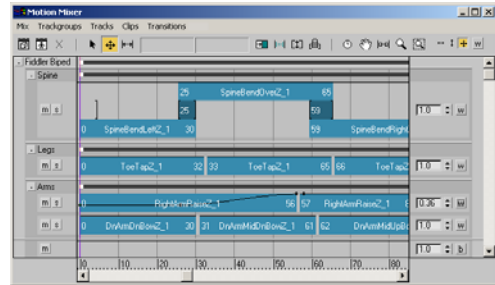 Motion Mixer
Mix Trackgroups Tracks Clips Transitions
Fiddler Biped
Spine
25 SpineBendOverZ_1 65
m s 25 59 1.0 w
0 SpineBendLeftZ_1 30 59 SpineBendRight
Legs
m s 0 ToeTapZ_1 32 33 ToeTapZ_1 65 66 ToeTapZ 1.0 w
Arms
m s 0 RightArmRaiseZ_1 56 57 RightArmRaiseZ_1 8 0.36 w
m s 0 DnArmDnBowZ_1 30 31 DnArmMidDnBowZ_1 61 62 DnArmMidUpBo 1.0 w
m 1.0 b
0 10 20 30 40 50 60 70 80